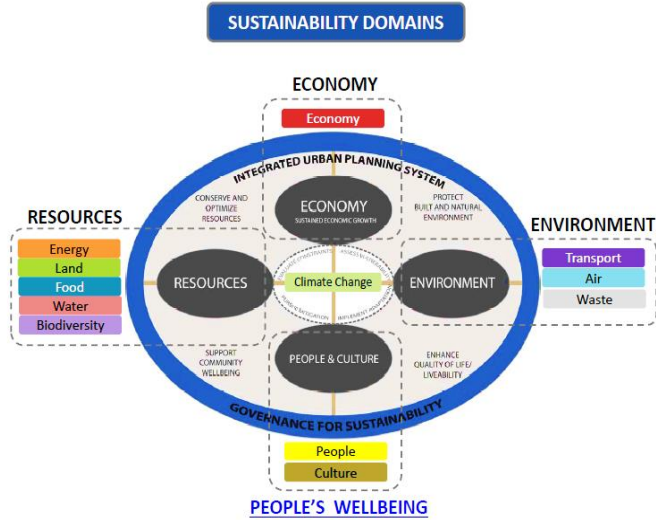 SUSTAINABILITY DOMAINS
ECONOMY
Economy
INTEGRATED URBAN PLANNING SYSTEM
CONSERVE AND
OPTIMIZE
RESOURCES
ECONOMY
SUSTAINED ECONOMIC GROWTH
PROTECT
BUILT AND NATURAL
ENVIRONMENT
RESOURCES
Energy
Land
Food
Water
Biodiversity
RESOURCES
Climate Change
ENVIRONMENT
ENVIRONMENT
Transport
Air
Waste
SUPPORT
COMMUNITY
WELLBEING
PEOPLE & CULTURE
ENHANCE
QUALITY OF LIFE/
LIVEABILITY
GOVERNANCE FOR SUSTAINABILITY
People
Culture
PEOPLE'S WELLBEING